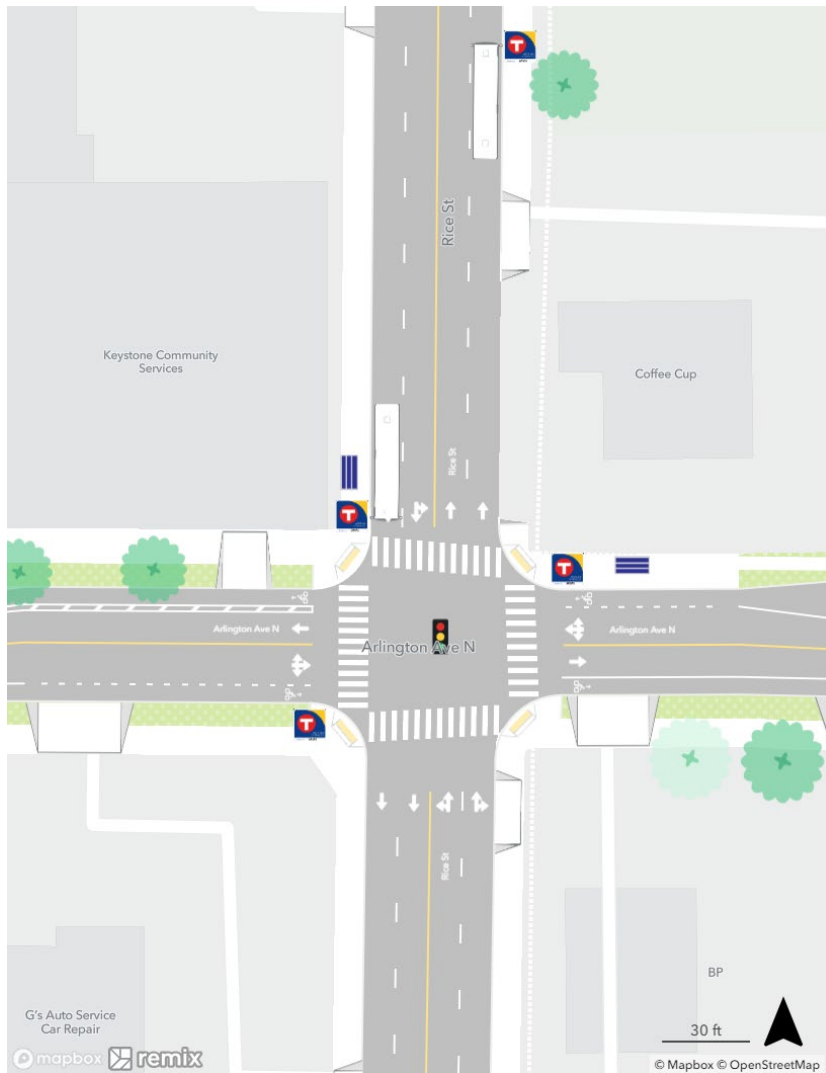 T
Rice St
Keystone Community
Services
Coffee Cup
Rice St
T
T
Arlington Ave N
Arlington Ave N
Arlington Ave N
T
Rice St
BP
G's Auto Service
Car Repair
30 ft
mapbox remix
© Mapbox © OpenStreetMap